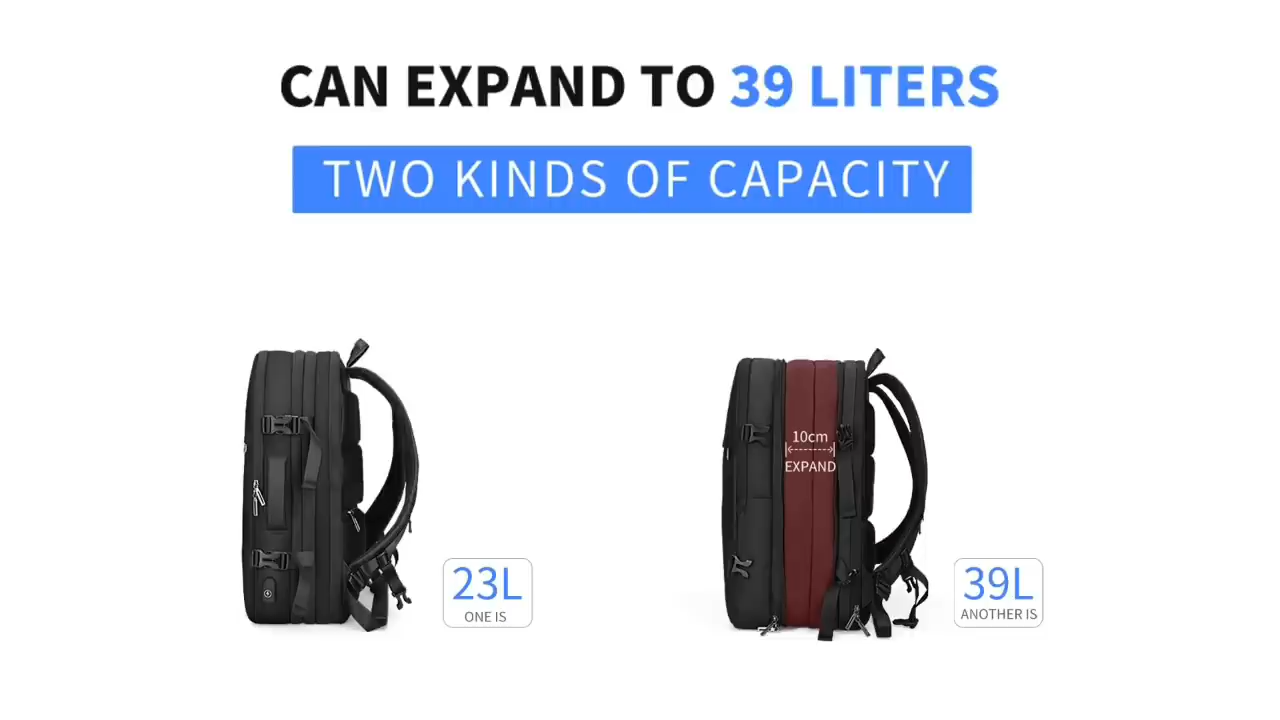 CAN EXPAND TO 39 LITERS
TWO KINDS OF CAPACITY
10cm
EXPAND
23L
ONE IS
39L
ANOTHER IS